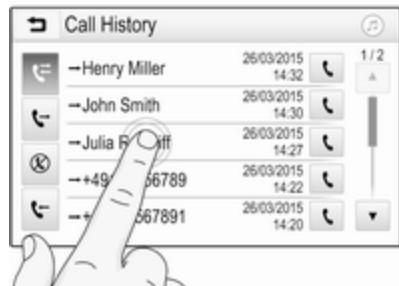 Call History
1/2
→Henry Miller 26/03/2015 14:32
→John Smith 26/03/2015 14:30
→Julia 26/03/2015 14:27
→+49 56789 26/03/2015 14:22
→+ 567891 26/03/2015 14:20